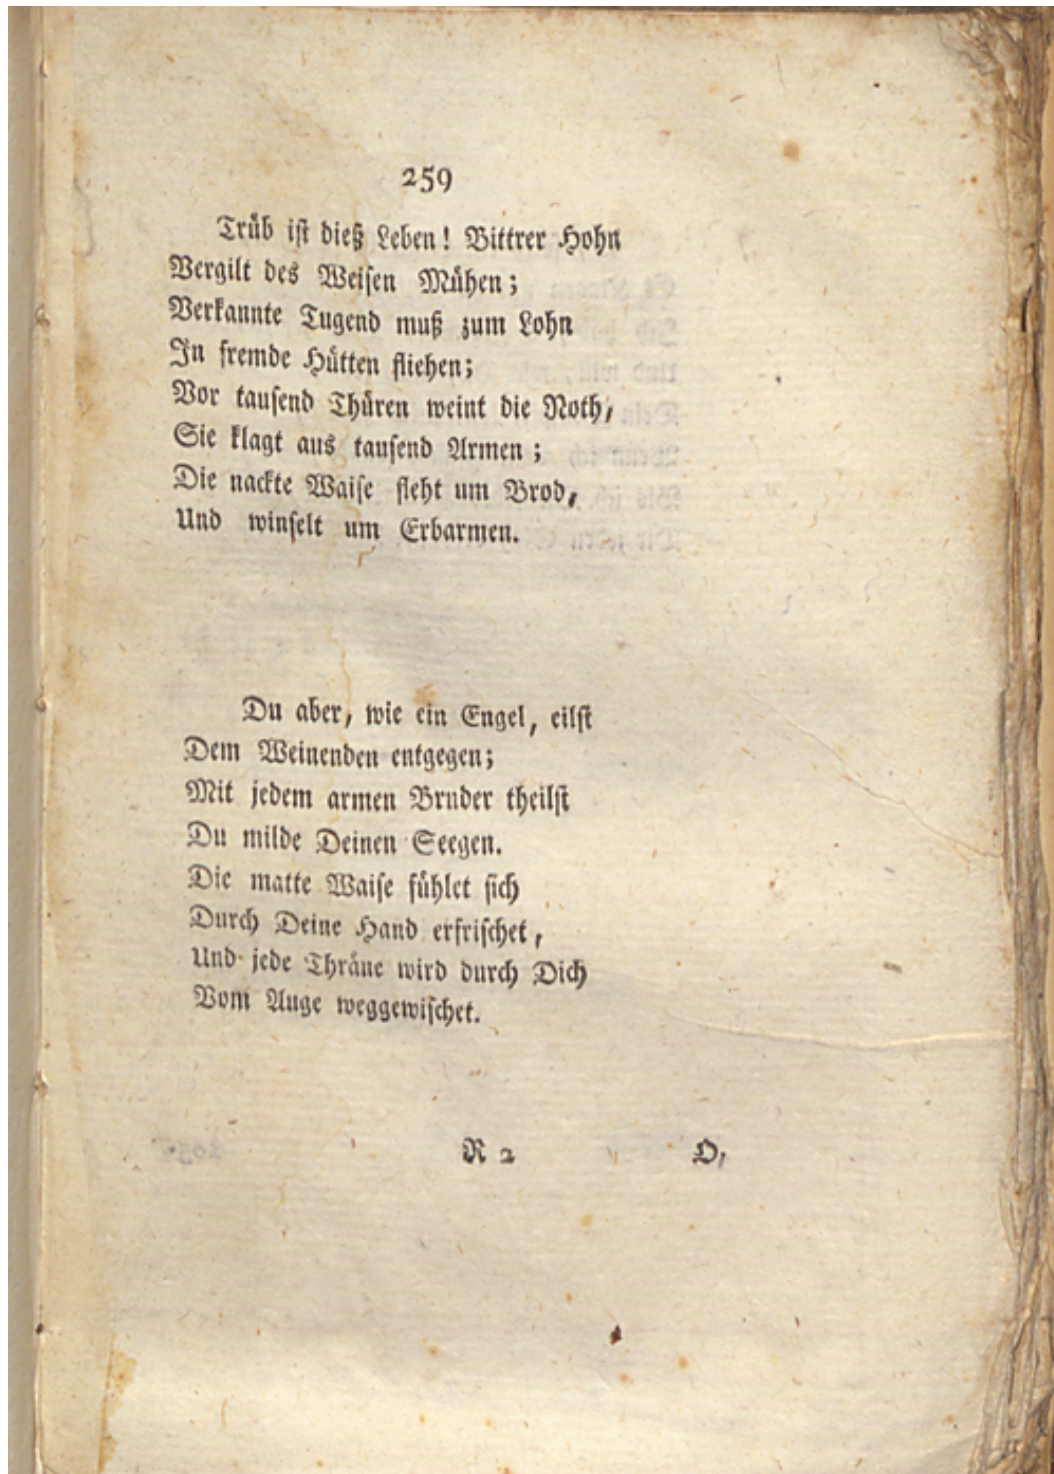 259
Trüb ist dieß Leben! Bittrer Hohn
Vergilt des Weisen Mühen;
Verkannte Tugend muß zum Lohn
In fremde Hütten fliehen;
Vor tausend Thüren weint die Noth,
Sie klagt aus tausend Armen;
Die nackte Waise fleht um Brod,
Und winselt um Erbarmen.
Du aber, wie ein Engel, eilst
Dem Weinenden entgegen;
Mit jedem armen Bruder theilst
Du milde Deinen Seegen.
Die matte Waise fühlet sich
Durch Deine Hand erfrischet,
Und jede Thräne wird durch Dich
Vom Auge weggewischet.
R 2 O,